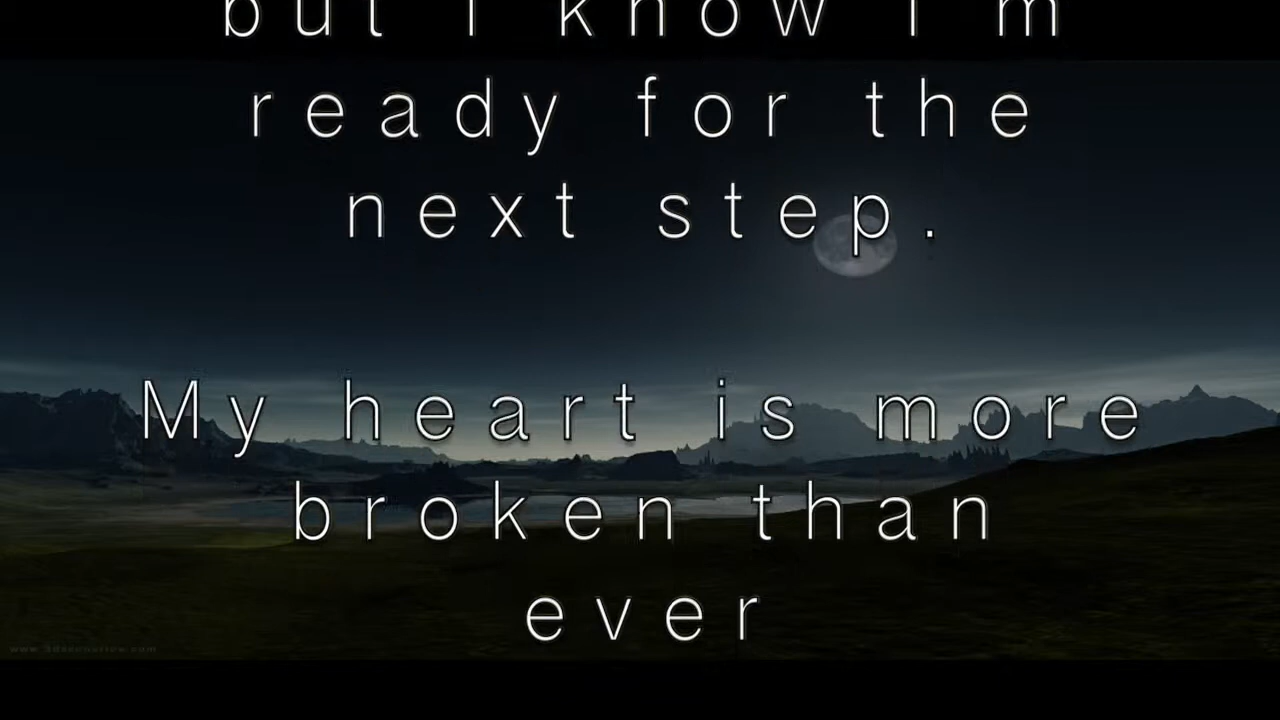 but I know I'm
ready for the
next step.
My heart is more
broken than
ever